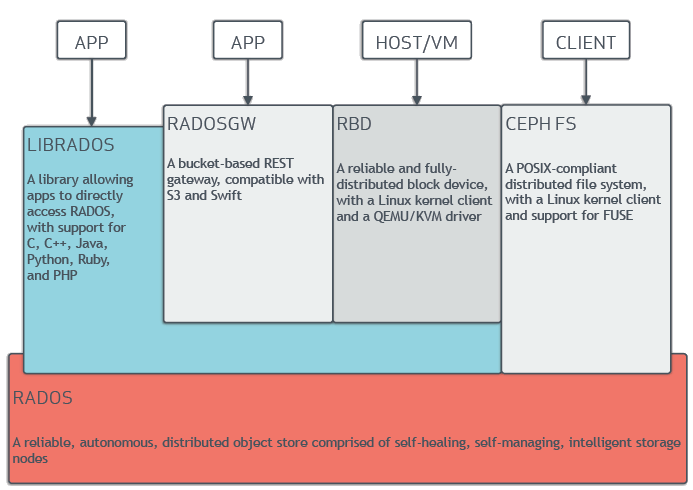 APP
APP
HOST/VM
CLIENT
LIBRADOS
A library allowing
apps to directly
access RADOS,
with support for
C, C++, Java,
Python, Ruby,
and PHP
RADOSGW
A bucket-based REST
gateway, compatible with
S3 and Swift
RBD
A reliable and fully-
distributed block device,
with a Linux kernel client
and a QEMU/KVM driver
CEPH FS
A POSIX-compliant
distributed file system,
with a Linux kernel client
and support for FUSE
RADOS
A reliable, autonomous, distributed object store comprised of self-healing, self-managing, intelligent storage
nodes